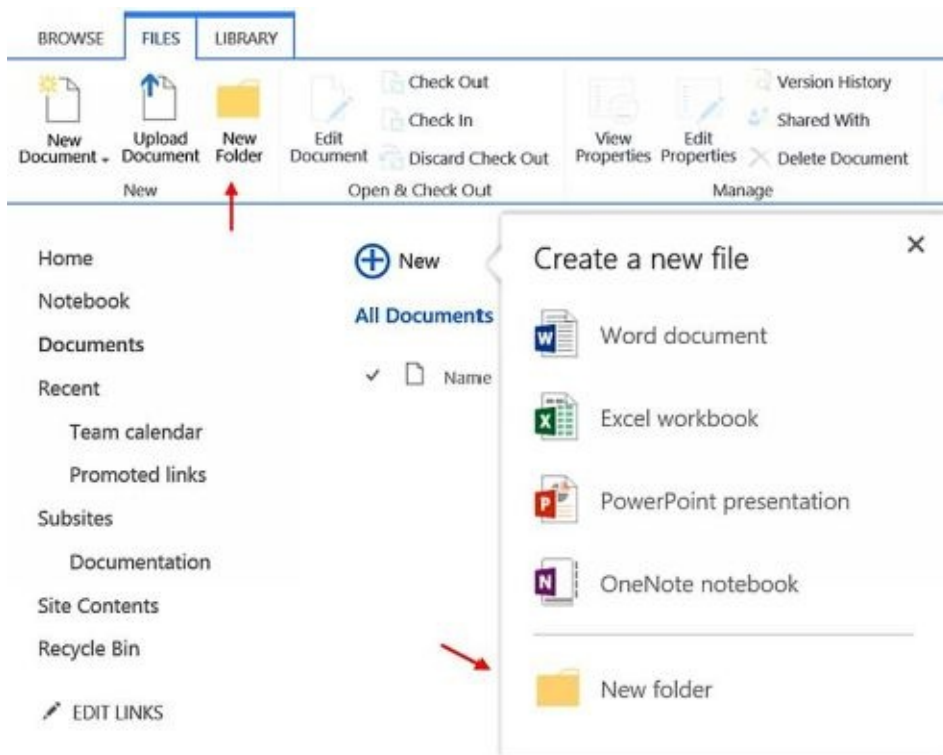 BROWSE FILES LIBRARY
New Document
Upload Document
New Folder
New
Edit Document
Check Out
Check In
Discard Check Out
Open & Check Out
View Properties
Edit Properties
Version History
Shared With
Delete Document
Manage
Home
Notebook
Documents
Recent
Team calendar
Promoted links
Subsites
Documentation
Site Contents
Recycle Bin
EDIT LINKS
New
All Documents
Name
Create a new file
Word document
Excel workbook
PowerPoint presentation
OneNote notebook
New folder